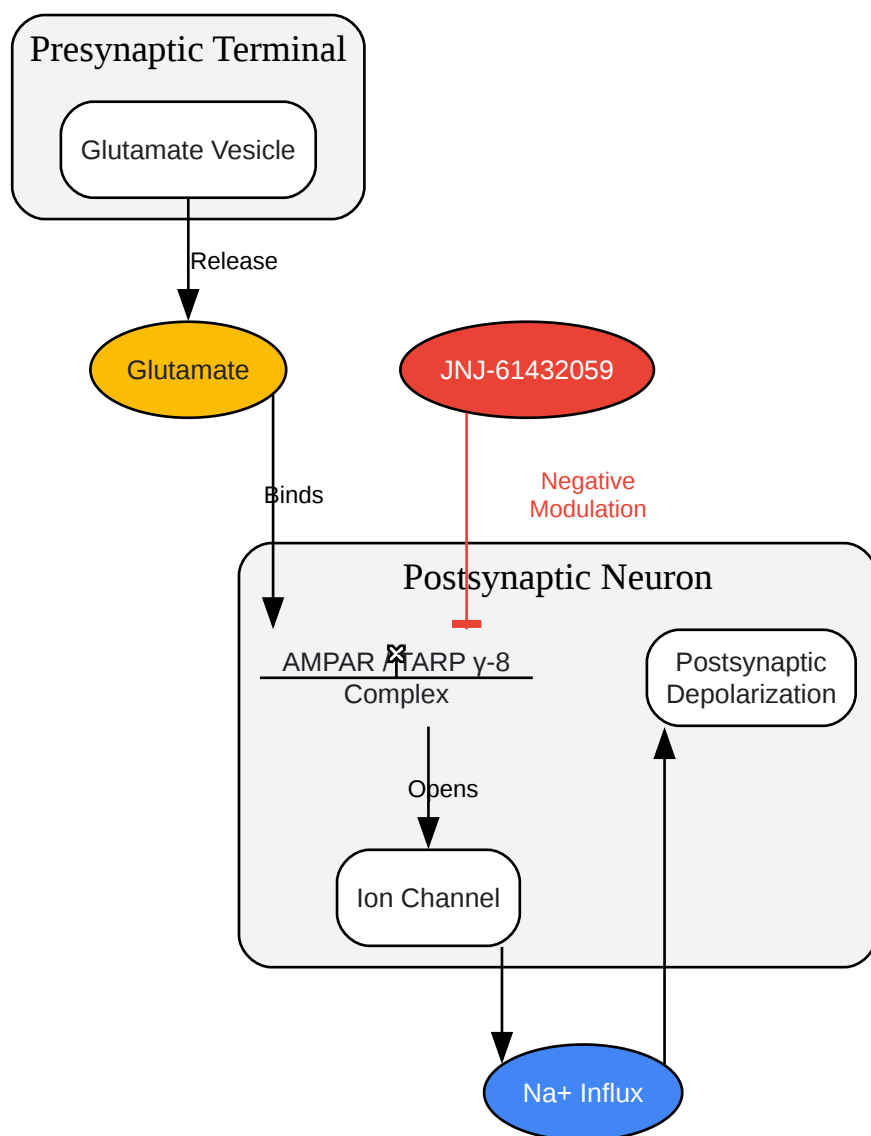 Presynaptic Terminal
Glutamate Vesicle
Release
Glutamate
JNJ-61432059
Binds
Negative
Modulation
Postsynaptic Neuron
AMPAR / TARP γ-8
Complex
Postsynaptic
Depolarization
Opens
Ion Channel
Na+ Influx